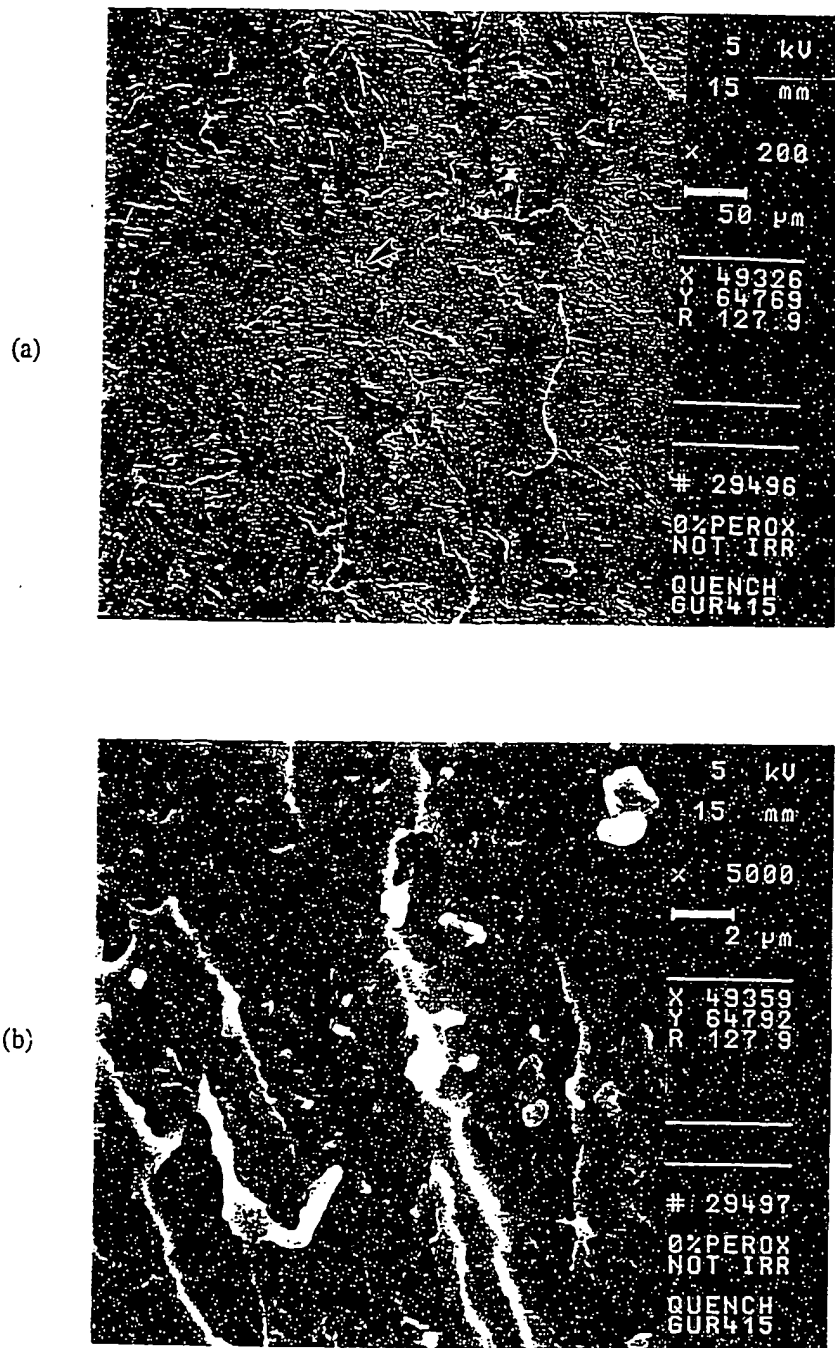 (a)
5 kV
15 mm
x 200
50 µm
X 49326
Y 64769
R 127.9
# 29496
0%PEROX
NOT IRR
QUENCH
GUR415
(b)
5 kV
15 mm
x 5000
2 µm
X 49359
Y 64792
R 127.9
# 29497
0%PEROX
NOT IRR
QUENCH
GUR415